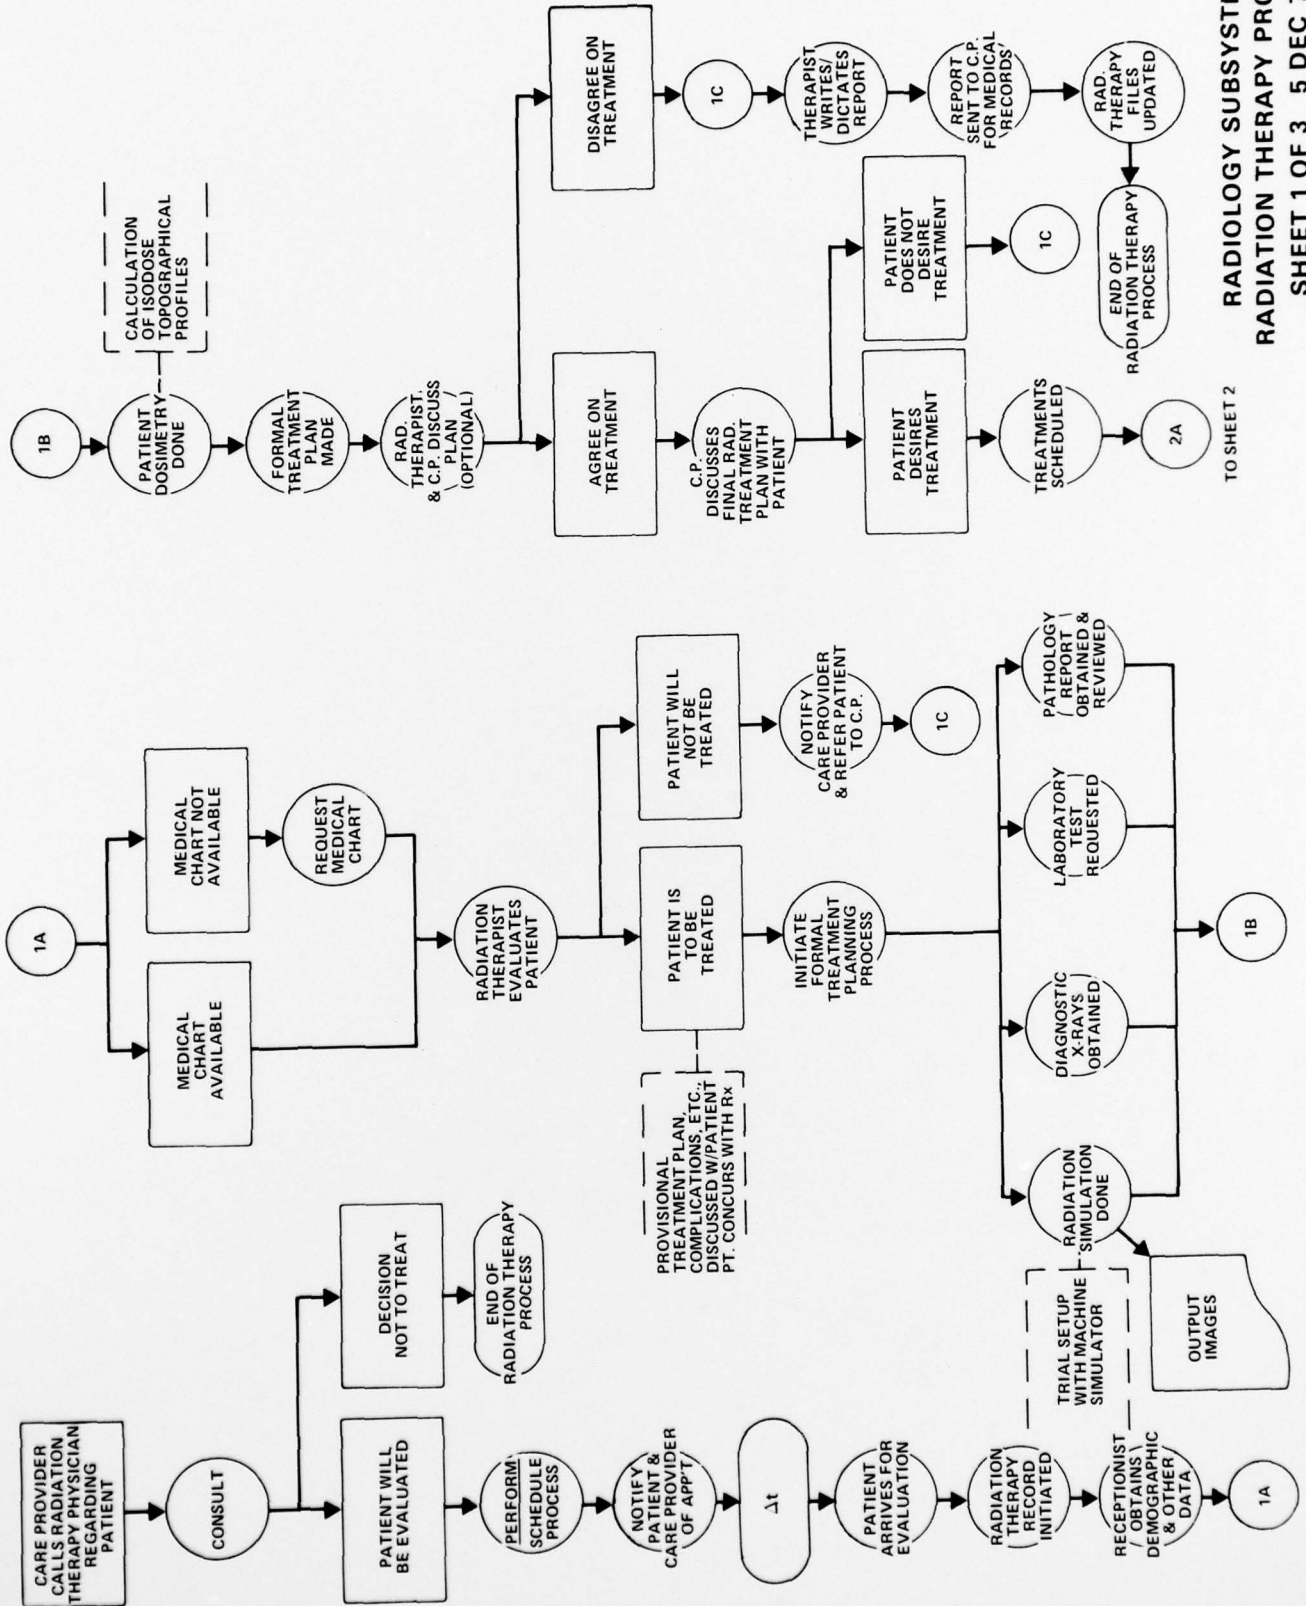 CARE PROVIDER
CALLS RADIATION
THERAPY PHYSICIAN
REGARDING
PATIENT
CONSULT
PATIENT WILL
BE EVALUATED
DECISION
NOT TO TREAT
END OF
RADIATION THERAPY
PROCESS
PERFORM
SCHEDULE
PROCESS
NOTIFY
PATIENT &
CARE PROVIDER
OF APP'T
Δt
PATIENT
ARRIVES FOR
EVALUATION
RADIATION
THERAPY
RECORD
INITIATED
RECEPTIONIST
OBTAINS
DEMOGRAPHIC
& OTHER
DATA
1A
1A
MEDICAL
CHART
AVAILABLE
MEDICAL
CHART NOT
AVAILABLE
REQUEST
MEDICAL
CHART
RADIATION
THERAPIST
EVALUATES
PATIENT
PATIENT IS
TO BE
TREATED
PATIENT WILL
NOT BE
TREATED
PROVISIONAL
TREATMENT PLAN,
COMPLICATIONS, ETC.,
DISCUSSED W/PATIENT
PT. CONCURS WITH Rx
NOTIFY
CARE PROVIDER
& REFER PATIENT
TO C.P.
1C
INITIATE
FORMAL
TREATMENT
PLANNING
PROCESS
RADIATION
SIMULATION
DONE
DIAGNOSTIC
X-RAYS
OBTAINED
LABORATORY
TEST
REQUESTED
PATHOLOGY
REPORT
OBTAINED &
REVIEWED
TRIAL SETUP
WITH MACHINE
SIMULATOR
OUTPUT
IMAGES
1B
1B
PATIENT
DOSIMETRY
DONE
CALCULATION
OF ISODOSE
TOPOGRAPHICAL
PROFILES
FORMAL
TREATMENT
PLAN
MADE
RAD.
THERAPIST,
& C.P. DISCUSS
PLAN
(OPTIONAL)
AGREE ON
TREATMENT
DISAGREE ON
TREATMENT
1C
THERAPIST
WRITES/
DICTATES
REPORT
REPORT
SENT TO C.P.
FOR MEDICAL
RECORDS
RAD.
THERAPY
FILES
UPDATED
END OF
RADIATION THERAPY
PROCESS
C.P.
DISCUSSES
FINAL RAD.
TREATMENT
PLAN WITH
PATIENT
PATIENT
DESIRES
TREATMENT
PATIENT
DOES NOT
DESIRE
TREATMENT
1C
TREATMENTS
SCHEDULED
2A
TO SHEET 2
RADIOLOGY
RADIATION THERAPY
SHEET 1 OF 3 5 DEC